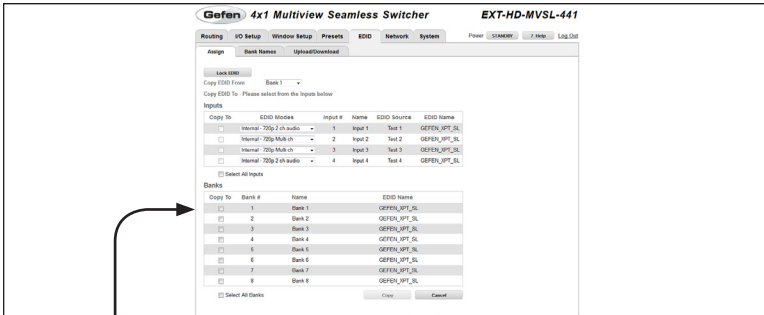 Gefen 4x1 Multiview Seamless Switcher EXT-HD-MVSL-441
Routing I/O Setup Window Setup Presets EDID Network System Power STANDBY ? Help Log Out
Assign Bank Names Upload/Download
Lock EDID
Copy EDID From Bank 1
Copy EDID To - Please select from the inputs below
Inputs
Copy To EDID Modes Input # Name EDID Source EDID Name
Internal - 720p 2 ch audio 1 Input 1 Test 1 GEFEN_XPT_SL
Internal - 720p Multi ch 2 Input 2 Test 2 GEFEN_XPT_SL
Internal - 720p Multi ch 3 Input 3 Test 3 GEFEN_XPT_SL
Internal - 720p 2 ch audio 4 Input 4 Test 4 GEFEN_XPT_SL
Select All Inputs
Banks
Copy To Bank # Name EDID Name
1 Bank 1 GEFEN_XPT_SL
2 Bank 2 GEFEN_XPT_SL
3 Bank 3 GEFEN_XPT_SL
4 Bank 4 GEFEN_XPT_SL
5 Bank 5 GEFEN_XPT_SL
6 Bank 6 GEFEN_XPT_SL
7 Bank 7 GEFEN_XPT_SL
8 Bank 8 GEFEN_XPT_SL
Select All Banks Copy Cancel